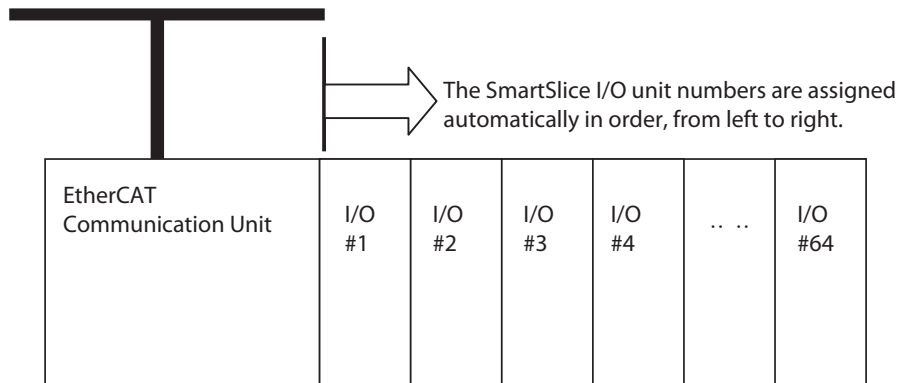 The SmartSlice I/O unit numbers are assigned
automatically in order, from left to right.
EtherCAT
Communication Unit
I/O
#1
I/O
#2
I/O
#3
I/O
#4
.. ..
I/O
#64